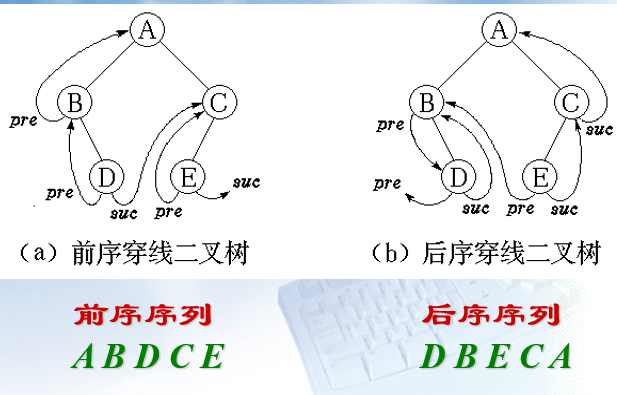 A
B
C
D
E
pre
pre
suc
pre
suc
(a)前序穿线二叉树
前序序列
A B D C E
A
B
C
D
E
pre
pre
suc
pre
suc
suc
(b)后序穿线二叉树
后序序列
D B E C A